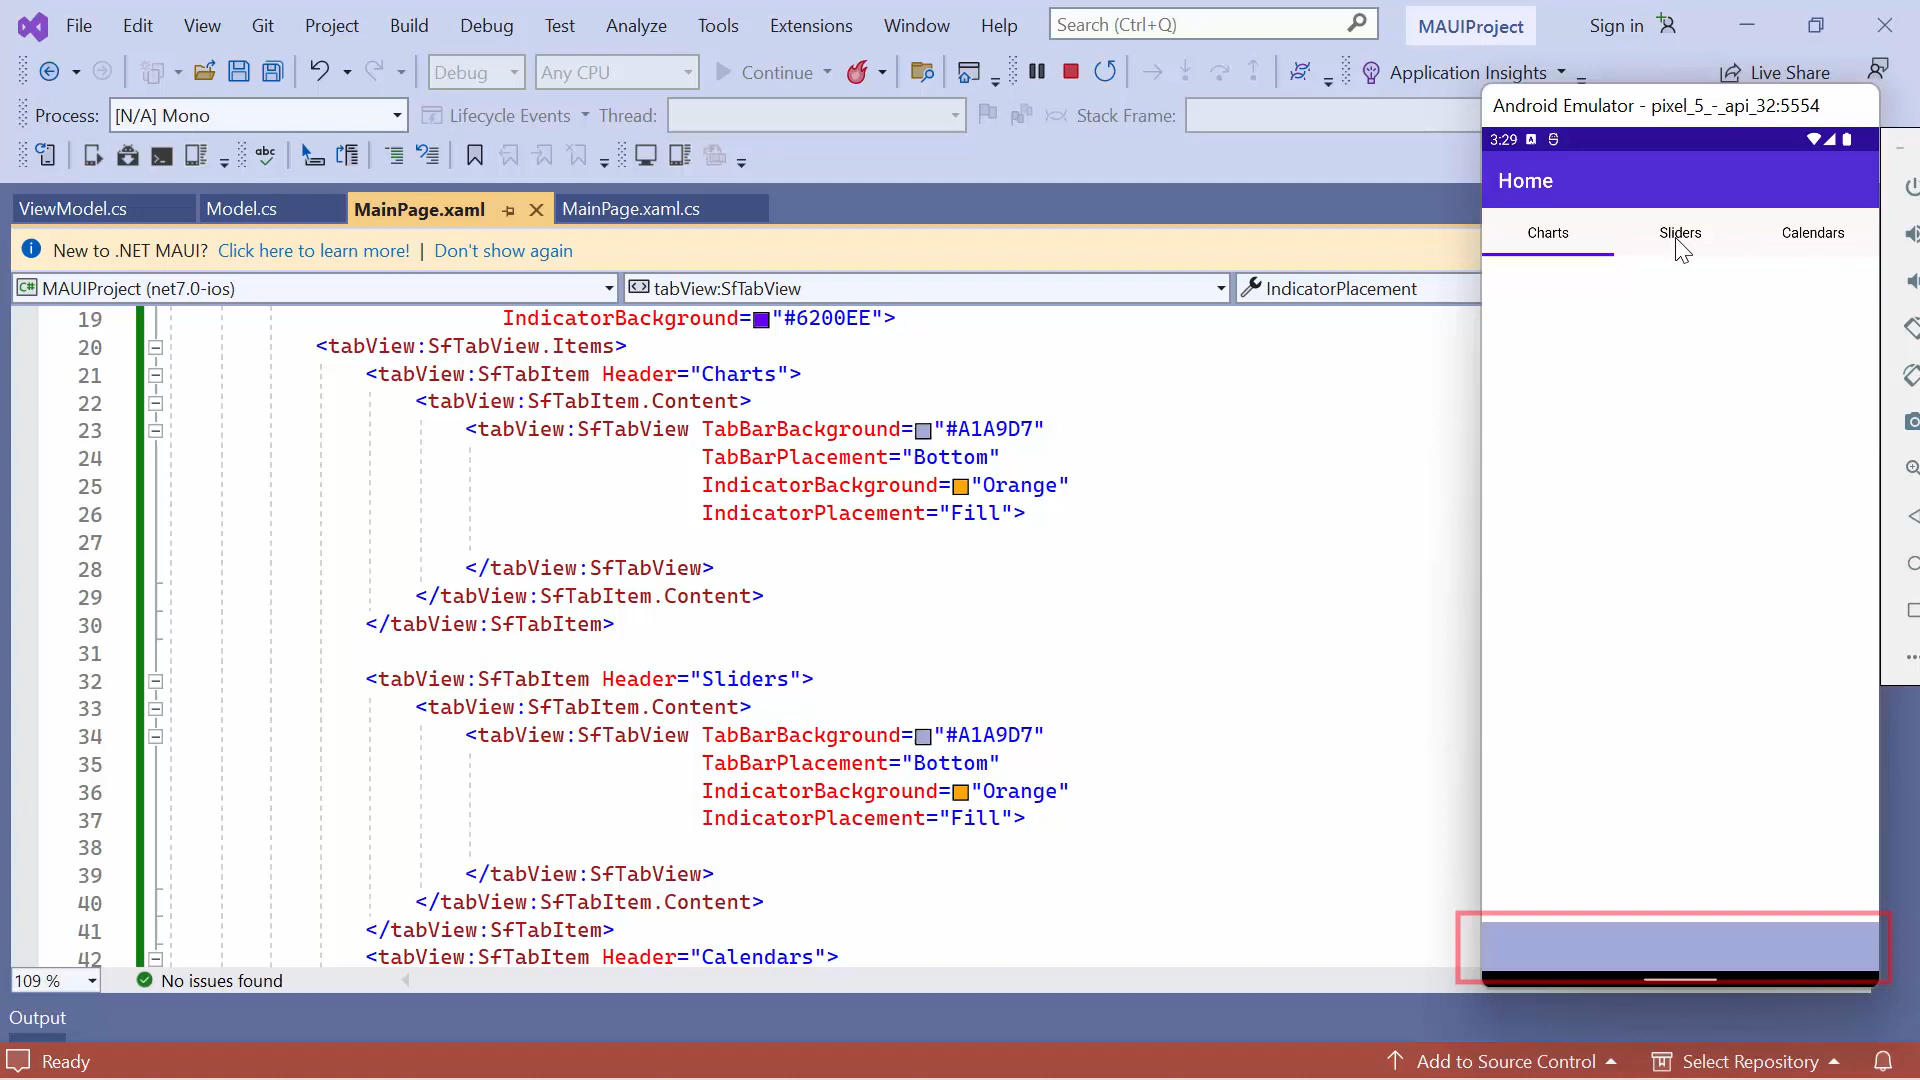 File Edit View Git Project Build Debug Test Analyze Tools Extensions Window Help Search (Ctrl+Q) MAUIProject Sign in
Debug Any CPU Continue Application Insights Live Share
Process: [N/A] Mono Lifecycle Events Thread: Stack Frame:
ViewModel.cs Model.cs MainPage.xaml MainPage.xaml.cs
New to .NET MAUI? Click here to learn more! | Don't show again
MAUIProject (net7.0-ios) tabView:SfTabView IndicatorPlacement
19 IndicatorBackground="#6200EE">
20 <tabView:SfTabView.Items>
21 <tabView:SfTabItem Header="Charts">
22 <tabView:SfTabItem.Content>
23 <tabView:SfTabView TabBarBackground="#A1A9D7"
24 TabBarPlacement="Bottom"
25 IndicatorBackground="Orange"
26 IndicatorPlacement="Fill">
27
28 </tabView:SfTabView>
29 </tabView:SfTabItem.Content>
30 </tabView:SfTabItem>
31
32 <tabView:SfTabItem Header="Sliders">
33 <tabView:SfTabItem.Content>
34 <tabView:SfTabView TabBarBackground="#A1A9D7"
35 TabBarPlacement="Bottom"
36 IndicatorBackground="Orange"
37 IndicatorPlacement="Fill">
38
39 </tabView:SfTabView>
40 </tabView:SfTabItem.Content>
41 </tabView:SfTabItem>
42 <tabView:SfTabItem Header="Calendars">
109 % No issues found
Output
Ready Add to Source Control Select Repository
Android Emulator - pixel_5_-_api_32:5554
3:29
Home
Charts Sliders Calendars